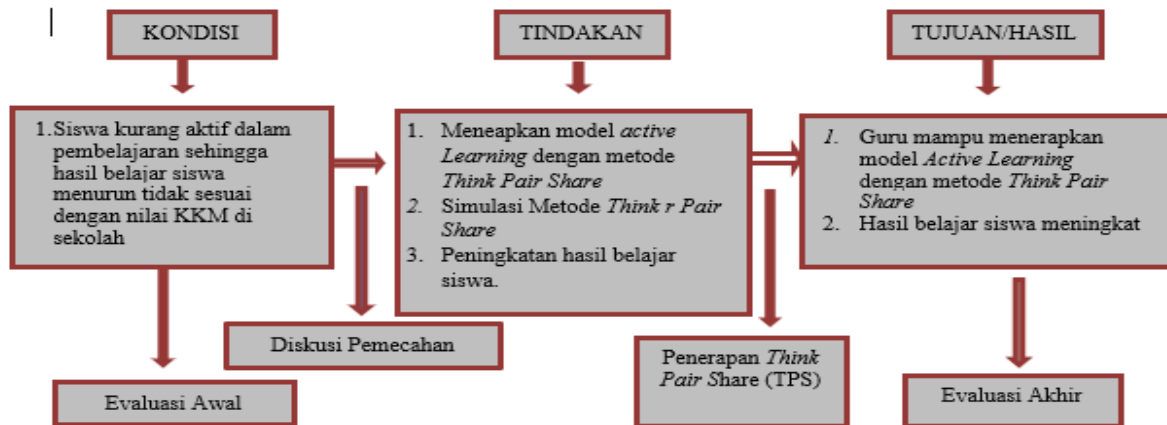 KONDISI
TINDAKAN
TUJUAN/HASIL
1.Siswa kurang aktif dalam
pembelajaran sehingga
hasil belajar siswa
menurun tidak sesuai
dengan nilai KKM di
sekolah
1. Meneapkan model active
Learning dengan metode
Think Pair Share
2. Simulasi Metode Think r Pair
Share
3. Peningkatan hasil belajar
siswa.
1. Guru mampu menerapkan
model Active Learning
dengan metode Think Pair
Share
2. Hasil belajar siswa meningkat
Diskusi Pemecahan
Penerapan Think
Pair Share (TPS)
Evaluasi Awal
Evaluasi Akhir